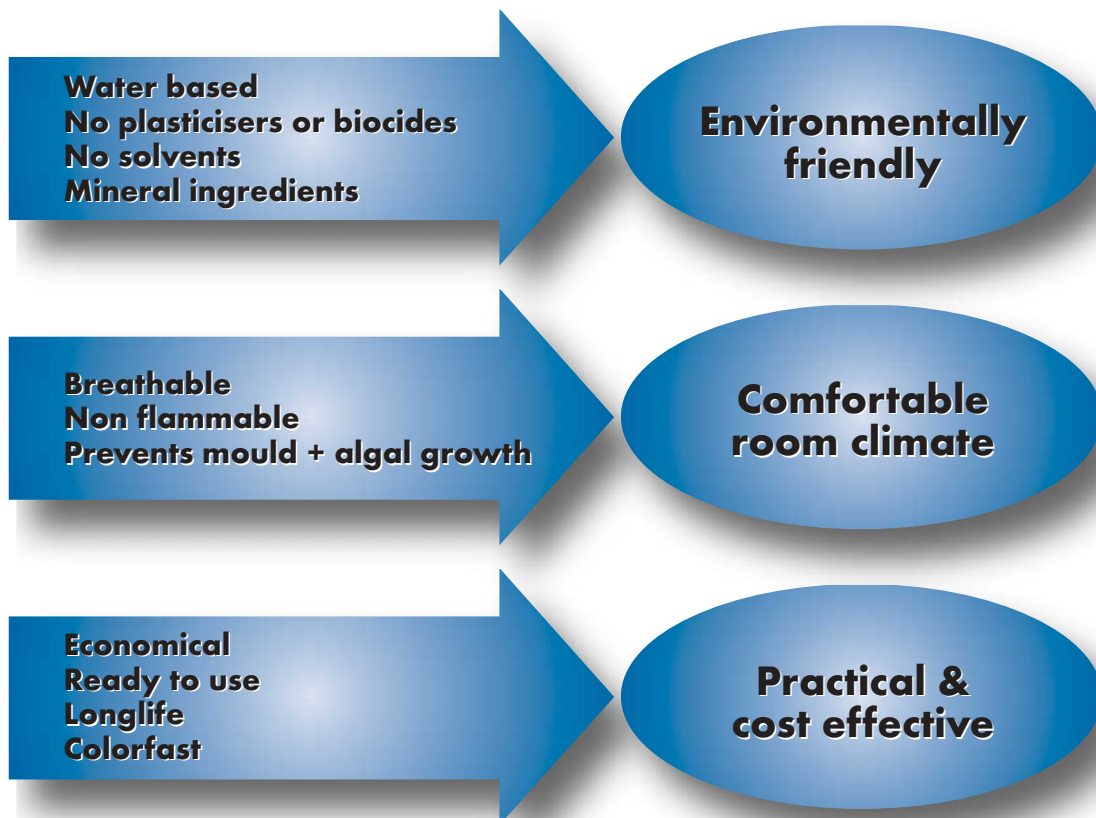 Water based
No plasticisers or biocides
No solvents
Mineral ingredients
Environmentally
friendly
Breathable
Non flammable
Prevents mould + algal growth
Comfortable
room climate
Economical
Ready to use
Longlife
Colorfast
Practical &
cost effective